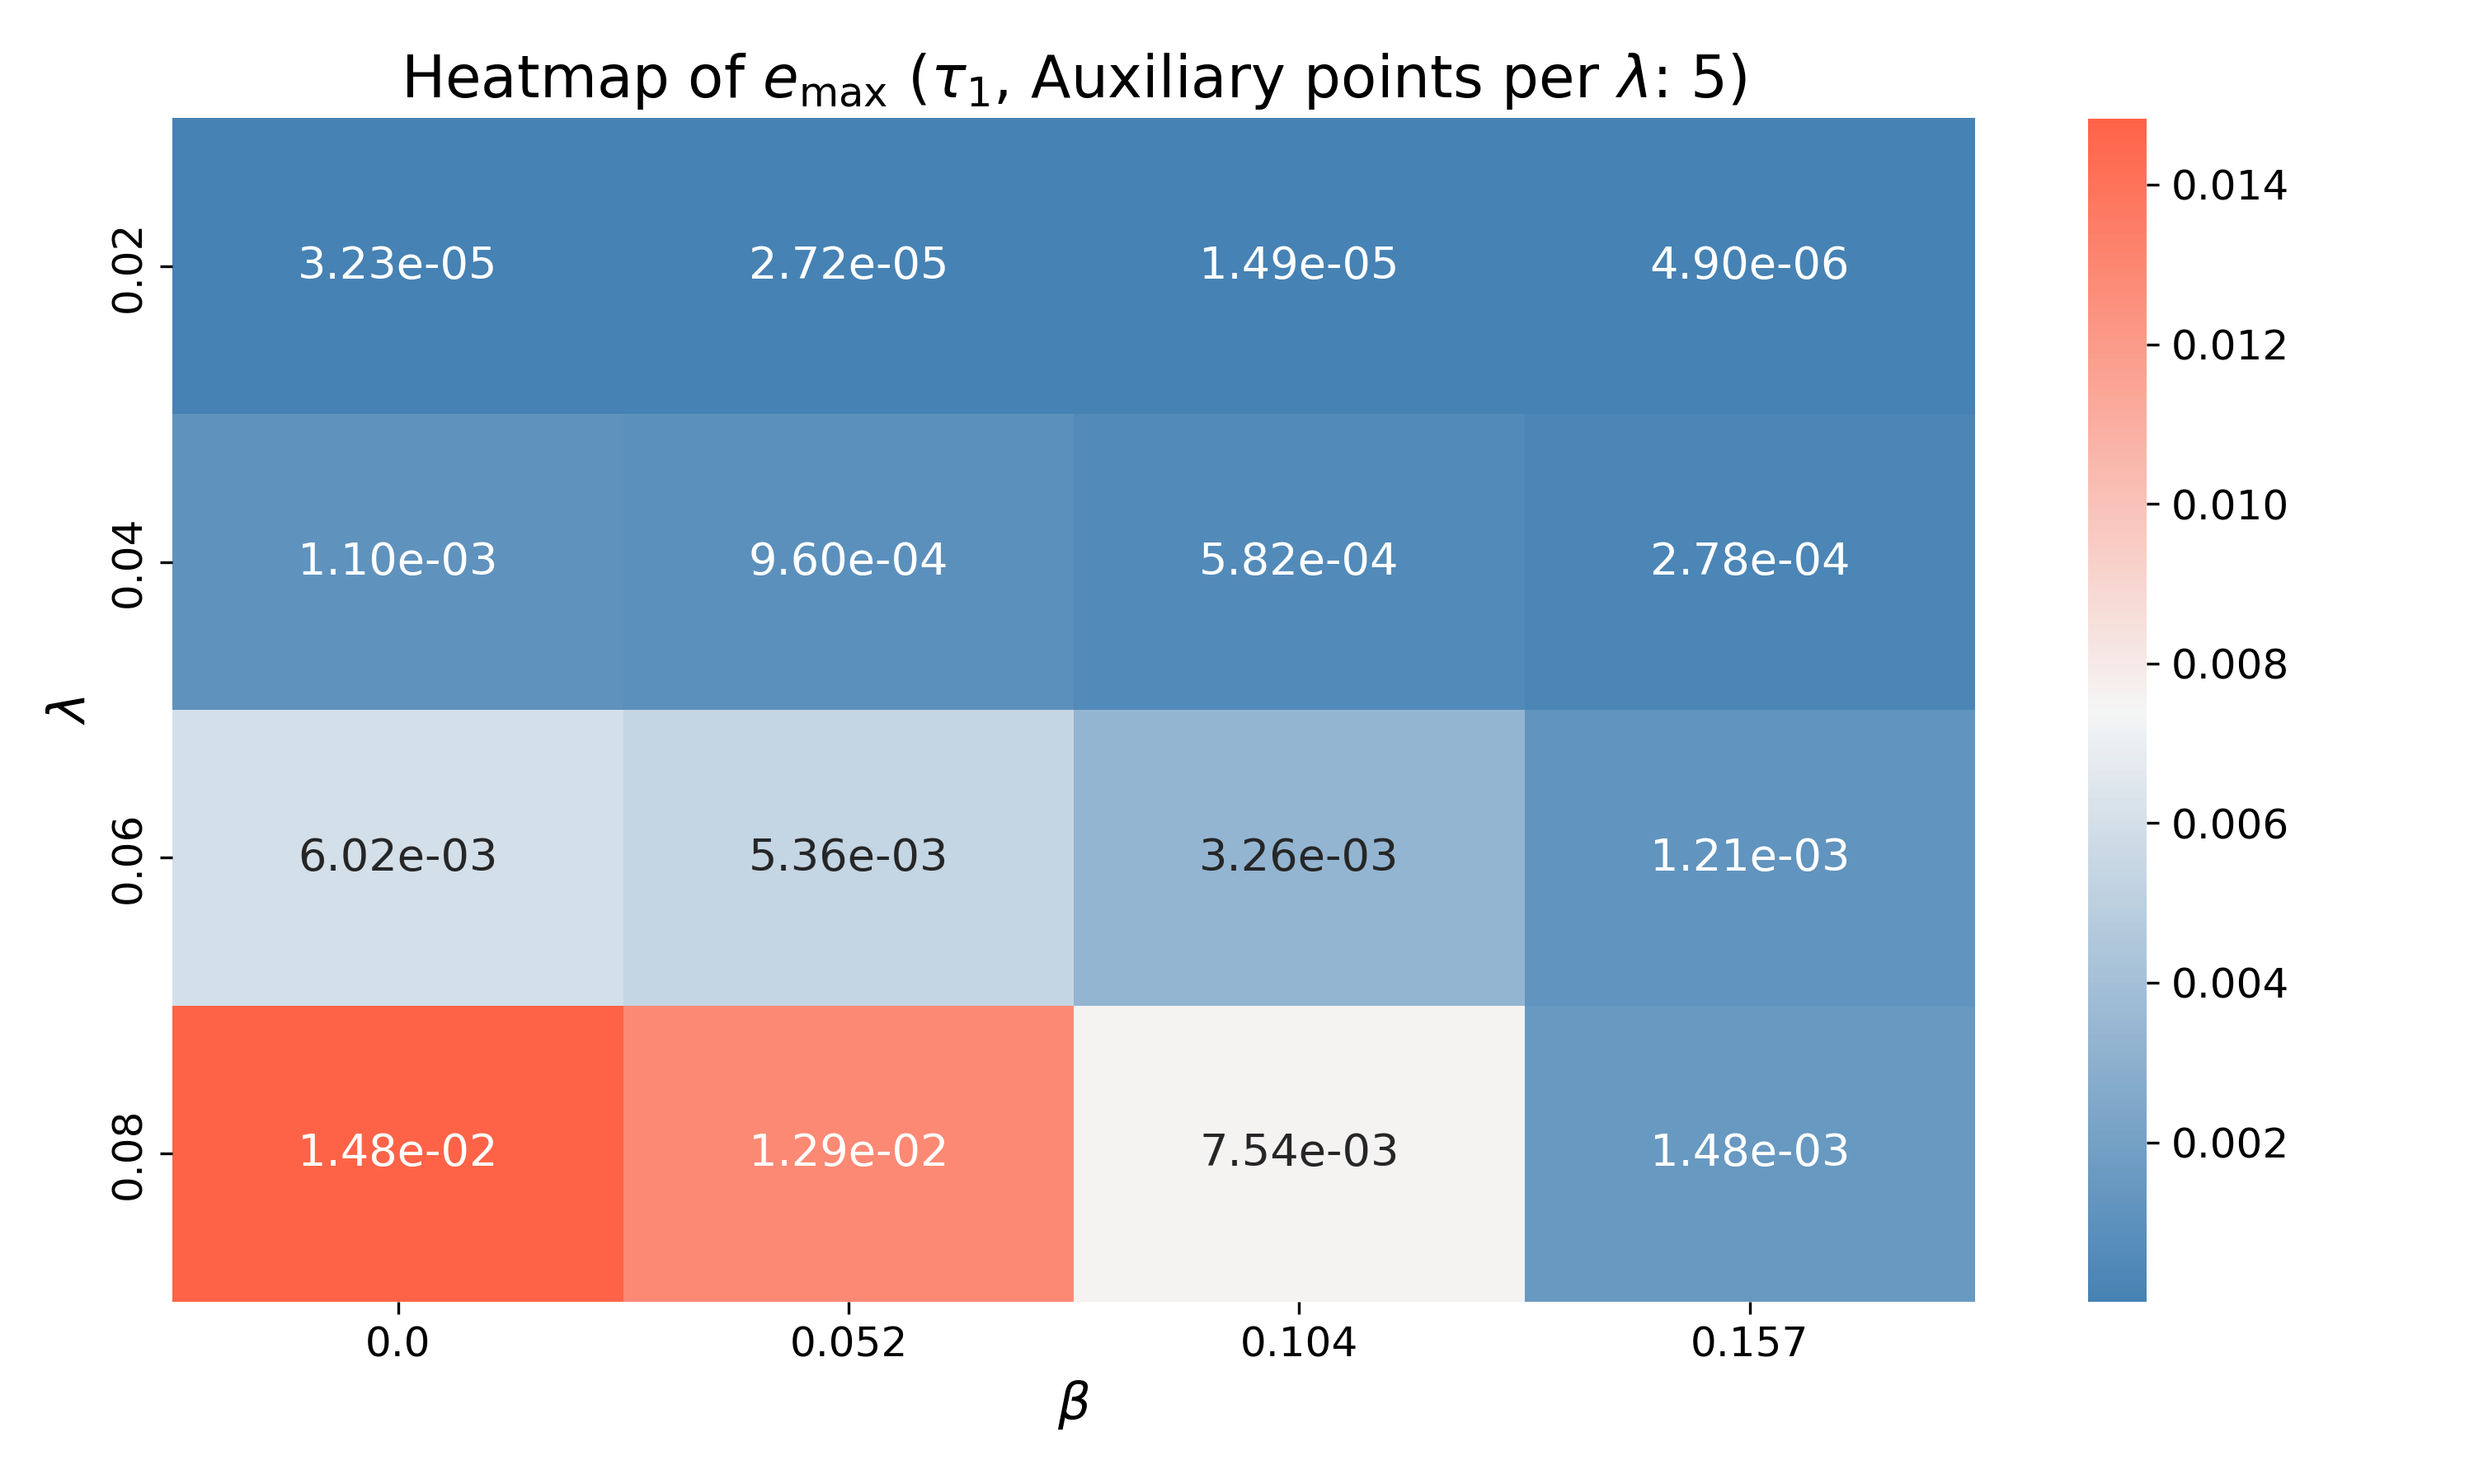 Heatmap of e_max (τ₁, Auxiliary points per λ: 5)
λ
0.02 3.23e-05 2.72e-05 1.49e-05 4.90e-06
0.04 1.10e-03 9.60e-04 5.82e-04 2.78e-04
0.06 6.02e-03 5.36e-03 3.26e-03 1.21e-03
0.08 1.48e-02 1.29e-02 7.54e-03 1.48e-03
0.0 0.052 0.104 0.157
β
0.014
0.012
0.010
0.008
0.006
0.004
0.002